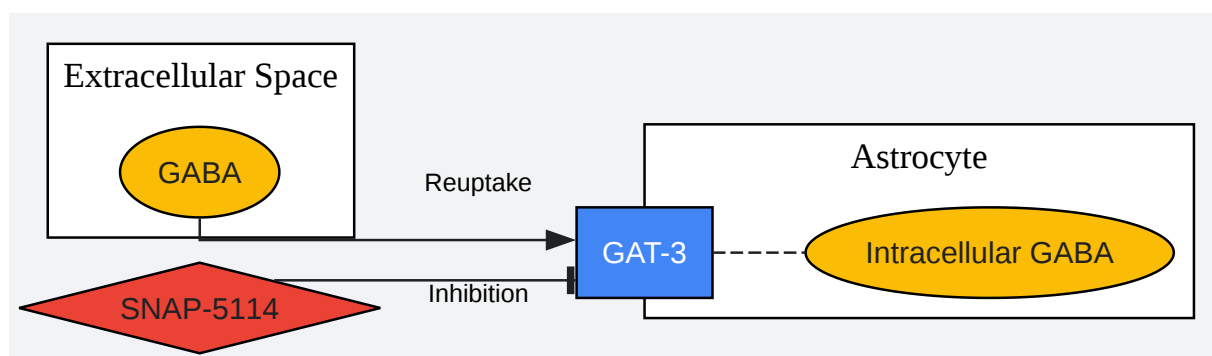 Extracellular Space
GABA
Reuptake
Astrocyte
GAT-3
Intracellular GABA
SNAP-5114
Inhibition